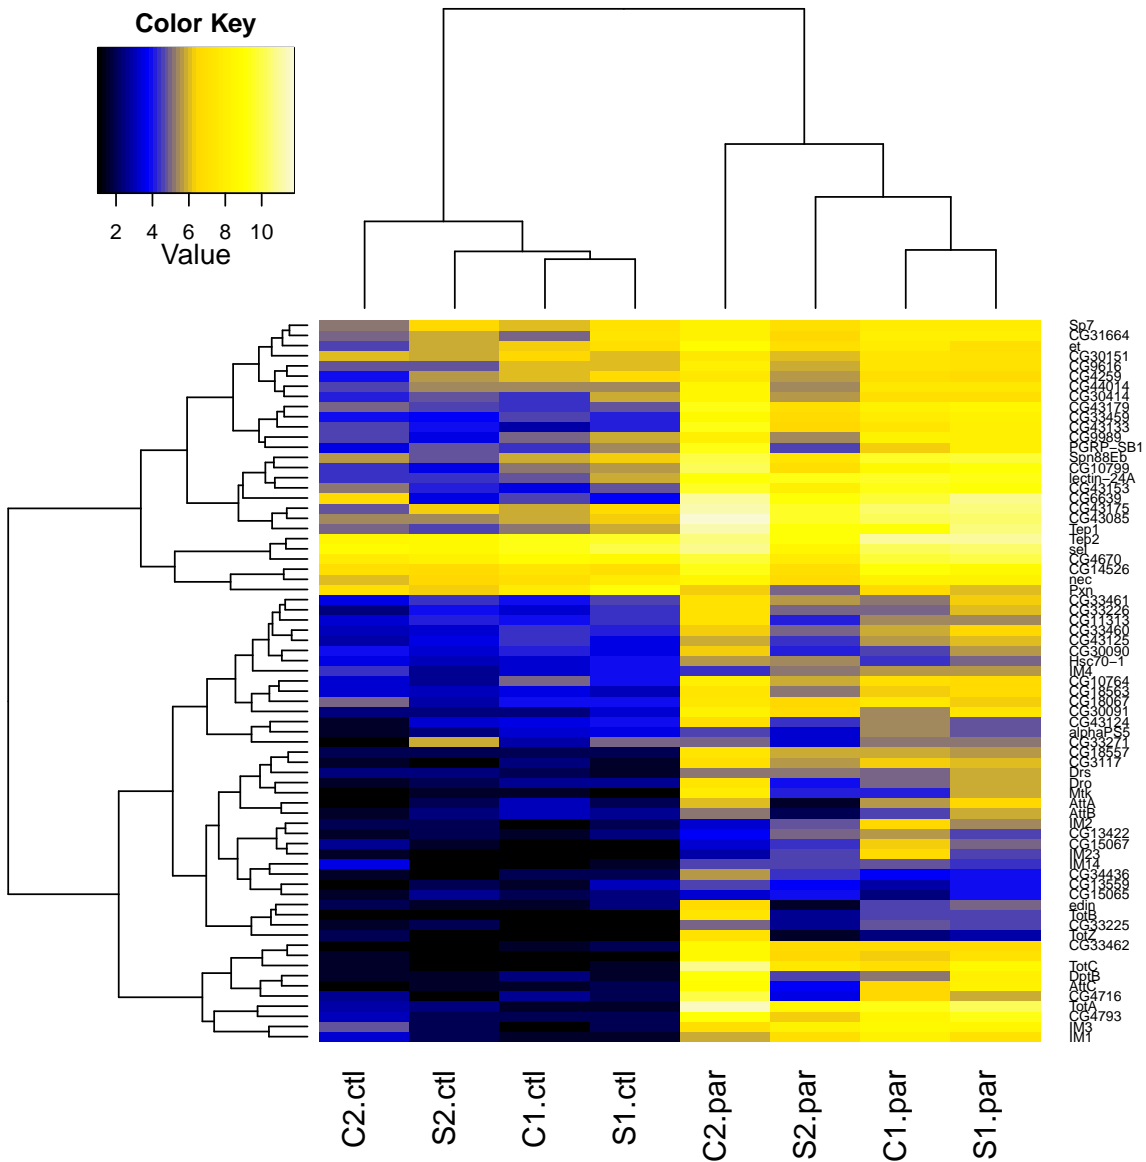 Color Key
2 4 6 8 10
Value
Sp7
CG31664
et
CG30151
CG9616
CG4259
CG44014
CG30414
CG43179
CG33459
CG43133
CG9989
PGRP-SB1
Spn88Eb
CG10799
lectin-24A
CG43153
CG6639
CG43175
CG43085
Tep1
Tep2
sel
CG4670
CG14526
nec
Pxn
CG33461
CG33226
CG11313
CG33460
CG43125
CG30090
Hsc70-1
IM4
CG10764
CG18563
CG18067
CG30091
CG43124
alphaPS5
CG33271
CG18557
CG3117
Drs
Dro
Mtk
AttA
AttB
IM2
CG13422
CG15067
IM23
IM14
CG34436
CG13559
CG15065
edin
TotB
CG33225
TotZ
CG33462
TotC
DptB
AttC
CG4716
TotA
CG4793
IM3
IM1
C2.ctl S2.ctl C1.ctl S1.ctl C2.par S2.par C1.par S1.par